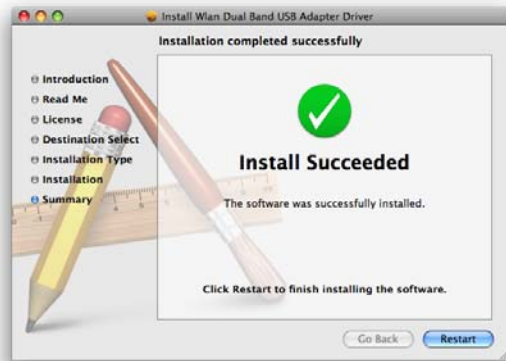 Install Wlan Dual Band USB Adapter Driver
Installation completed successfully
Introduction
Read Me
License
Destination Select
Installation Type
Installation
Summary
Install Succeeded
The software was successfully installed.
Click Restart to finish installing the software.
Go Back
Restart